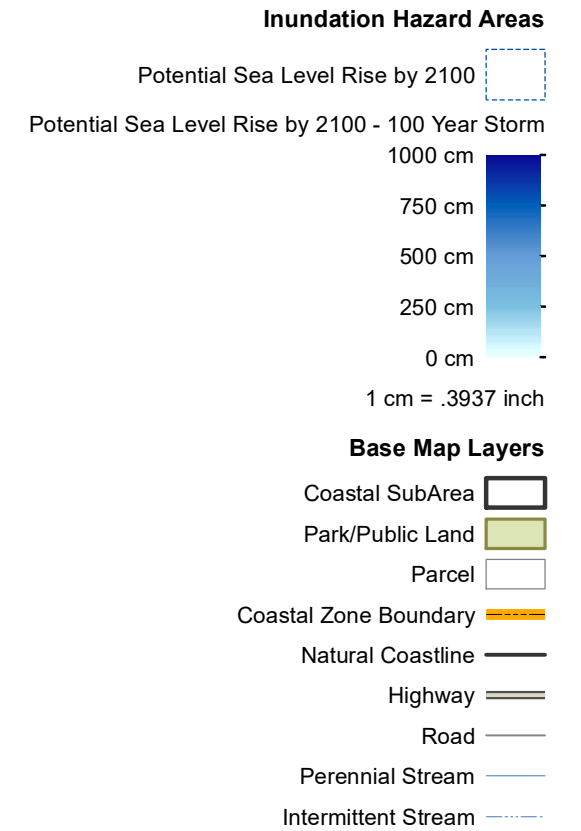 Inundation Hazard Areas
Potential Sea Level Rise by 2100
Potential Sea Level Rise by 2100 - 100 Year Storm
1000 cm
750 cm
500 cm
250 cm
0 cm
1 cm = .3937 inch
Base Map Layers
Coastal SubArea
Park/Public Land
Parcel
Coastal Zone Boundary
Natural Coastline
Highway
Road
Perennial Stream
Intermittent Stream